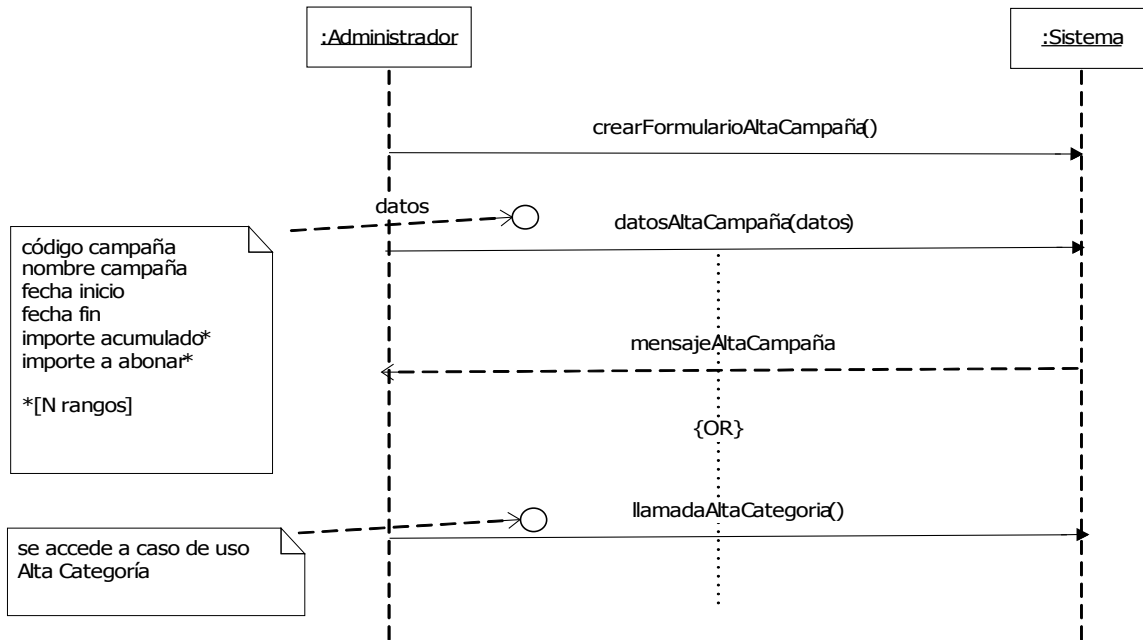 :Administrador
:Sistema
crearFormularioAltaCampaña()
datos
datosAltaCampaña(datos)
código campaña
nombre campaña
fecha inicio
fecha fin
importe acumulado*
importe a abonar*
*[N rangos]
mensajeAltaCampaña
{OR}
llamadaAltaCategoria()
se accede a caso de uso
Alta Categoría